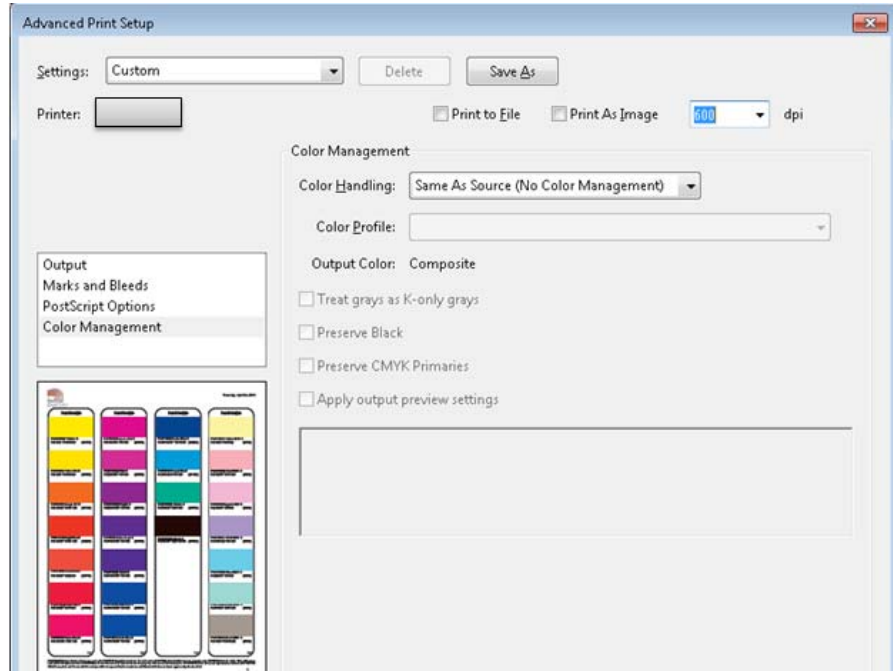 Advanced Print Setup
Settings: Custom Delete Save As
Printer: Print to File Print As Image 600 dpi
Color Management
Color Handling: Same As Source (No Color Management)
Color Profile:
Output Color: Composite
Output
Marks and Bleeds
PostScript Options
Color Management
Treat grays as K-only grays
Preserve Black
Preserve CMYK Primaries
Apply output preview settings